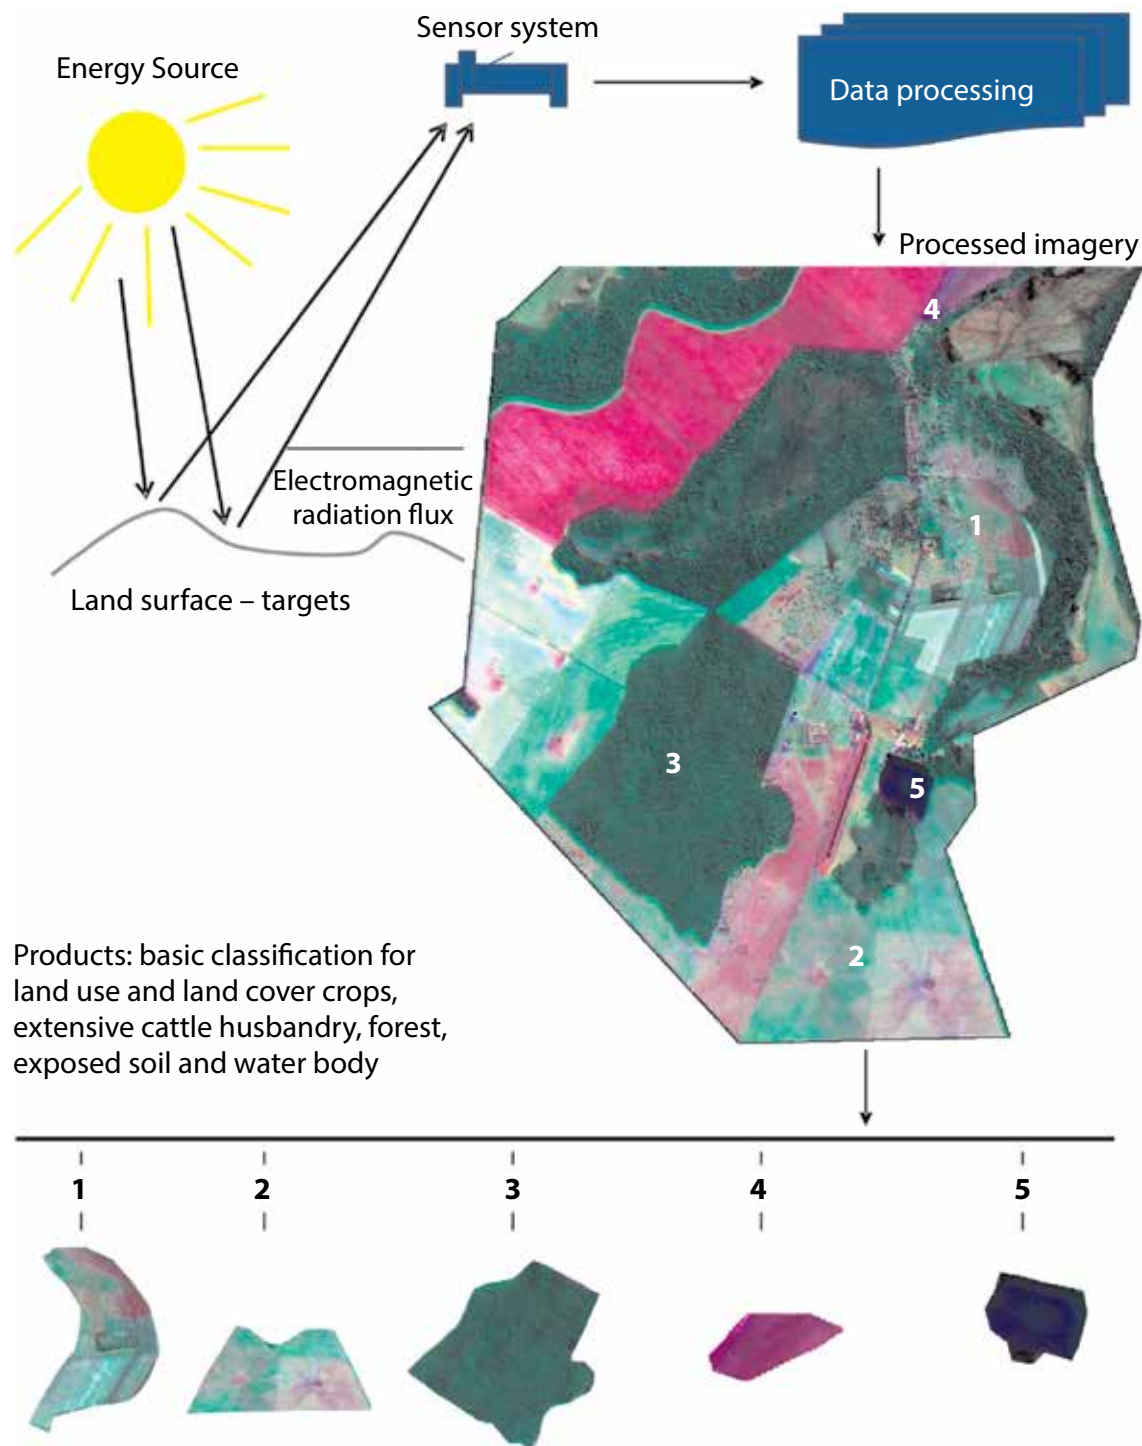 Sensor system
Energy Source
Data processing
Processed imagery
4
Electromagnetic
radiation flux
1
Land surface – targets
3
5
2
Products: basic classification for
land use and land cover crops,
extensive cattle husbandry, forest,
exposed soil and water body
1 2 3 4 5